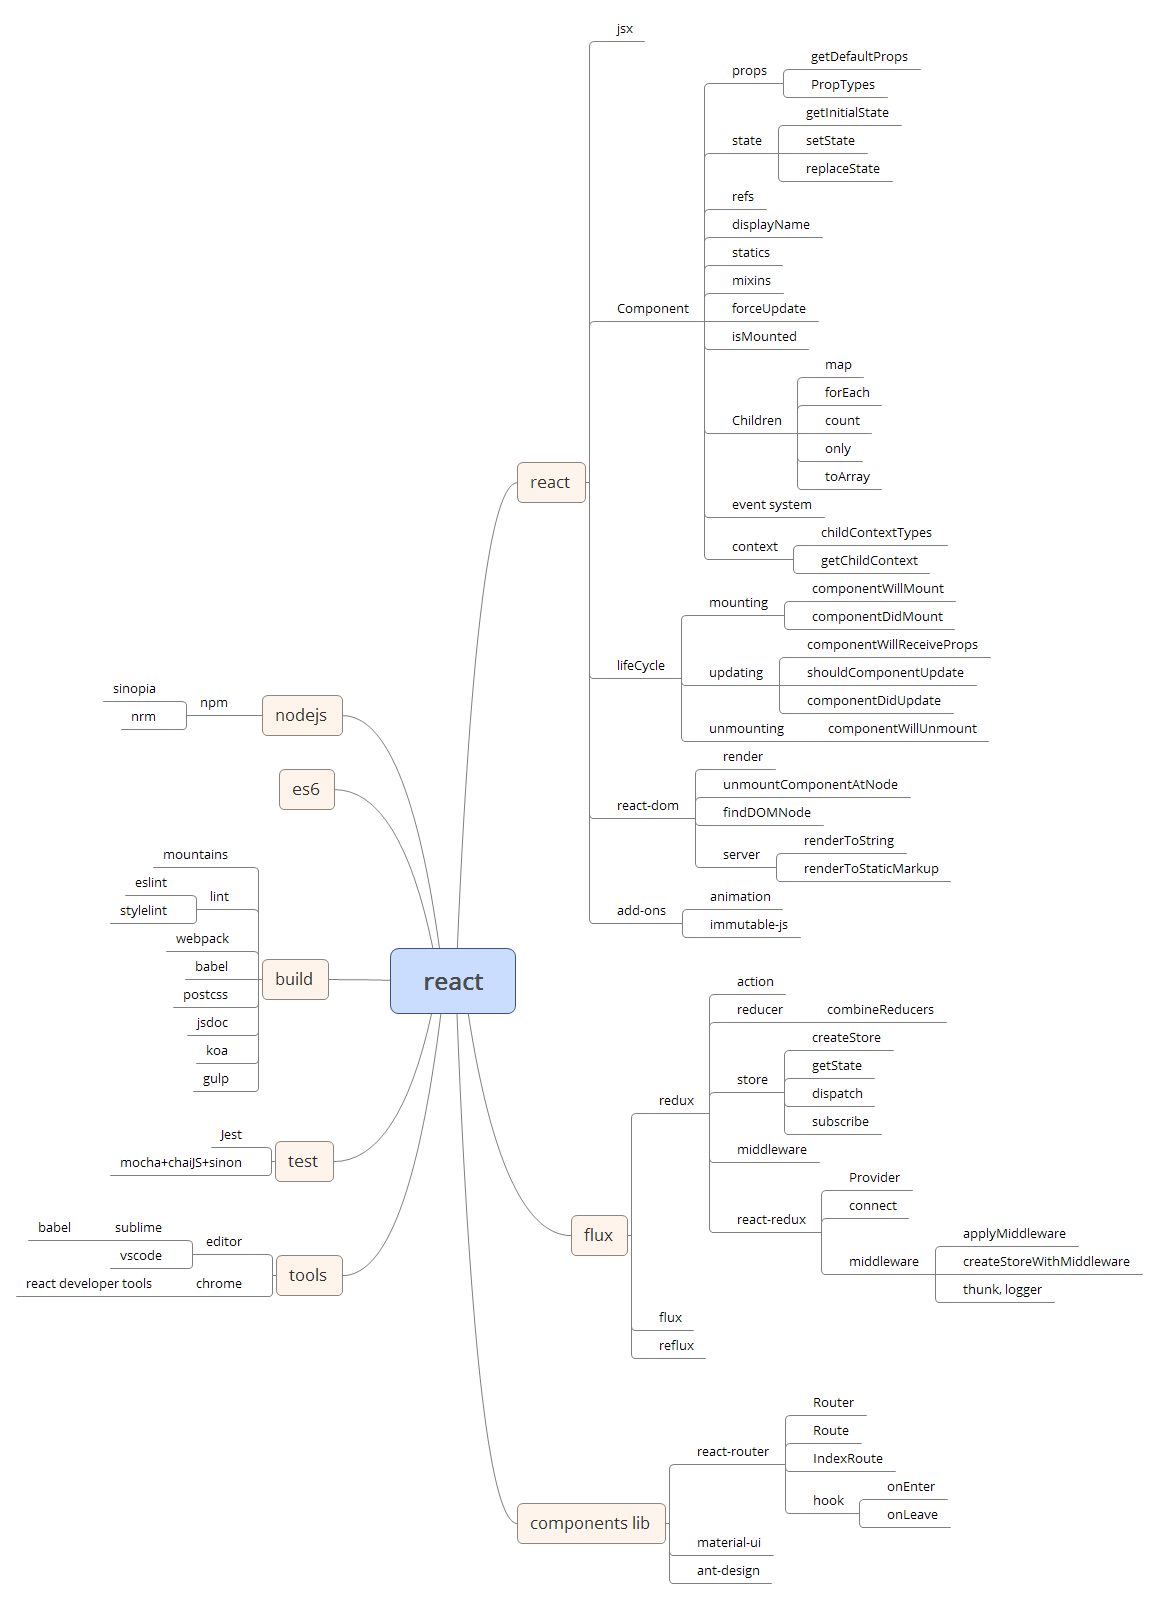 jsx
getDefaultProps
props
PropTypes
getInitialState
state
setState
replaceState
refs
displayName
statics
mixins
Component
forceUpdate
isMounted
map
forEach
Children
count
only
toArray
react
event system
childContextTypes
context
getChildContext
componentWillMount
mounting
componentDidMount
componentWillReceiveProps
lifeCycle
updating
shouldComponentUpdate
componentDidUpdate
unmounting
componentWillUnmount
render
unmountComponentAtNode
react-dom
findDOMNode
renderToString
server
renderToStaticMarkup
animation
add-ons
immutable-js
sinopia
npm
nrm
nodejs
es6
mountains
eslint
lint
stylelint
webpack
babel
build
postcss
jsdoc
koa
gulp
react
Jest
mocha+chaiJS+sinon
test
babel
sublime
editor
vscode
react developer tools
chrome
tools
action
reducer
combineReducers
createStore
getState
store
dispatch
redux
subscribe
middleware
Provider
connect
react-redux
applyMiddleware
middleware
createStoreWithMiddleware
thunk, logger
flux
flux
reflux
Router
Route
react-router
IndexRoute
onEnter
hook
onLeave
components lib
material-ui
ant-design